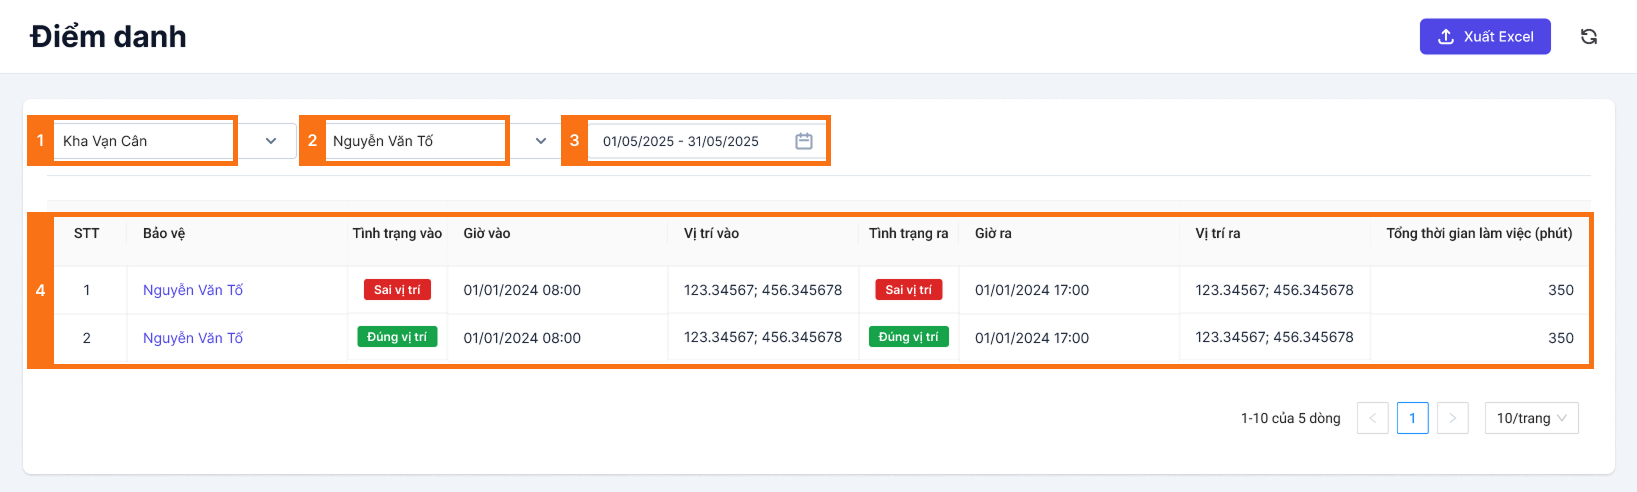 Điểm danh
Xuất Excel
1 Kha Vạn Cân 2 Nguyễn Văn Tố 3 01/05/2025 - 31/05/2025
4
STT Bảo vệ Tình trạng vào Giờ vào Vị trí vào Tình trạng ra Giờ ra Vị trí ra Tổng thời gian làm việc (phút)
1 Nguyễn Văn Tố Sai vị trí 01/01/2024 08:00 123.34567; 456.345678 Sai vị trí 01/01/2024 17:00 123.34567; 456.345678 350
2 Nguyễn Văn Tố Đúng vị trí 01/01/2024 08:00 123.34567; 456.345678 Đúng vị trí 01/01/2024 17:00 123.34567; 456.345678 350
1-10 của 5 dòng 1 10/trang